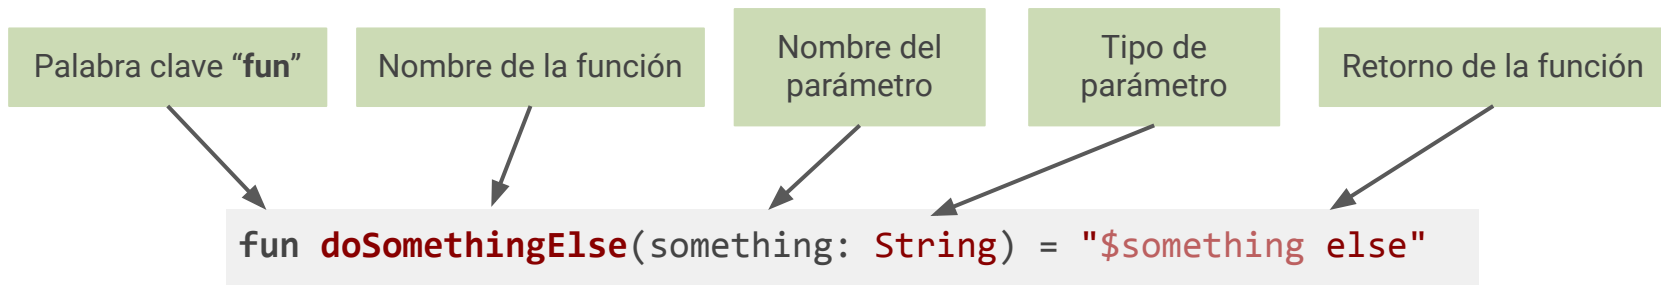 Palabra clave “fun”
Nombre de la función
Nombre del
parámetro
Tipo de
parámetro
Retorno de la función
fun doSomethingElse(something: String) = "$something else"